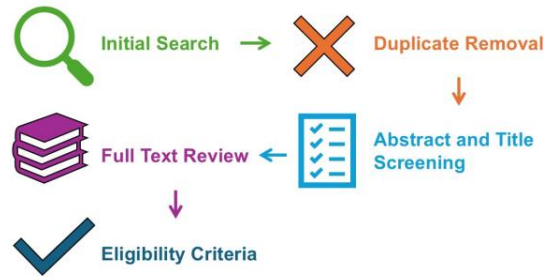 Initial Search
Duplicate Removal
Abstract and Title
Screening
Full Text Review
Eligibility Criteria